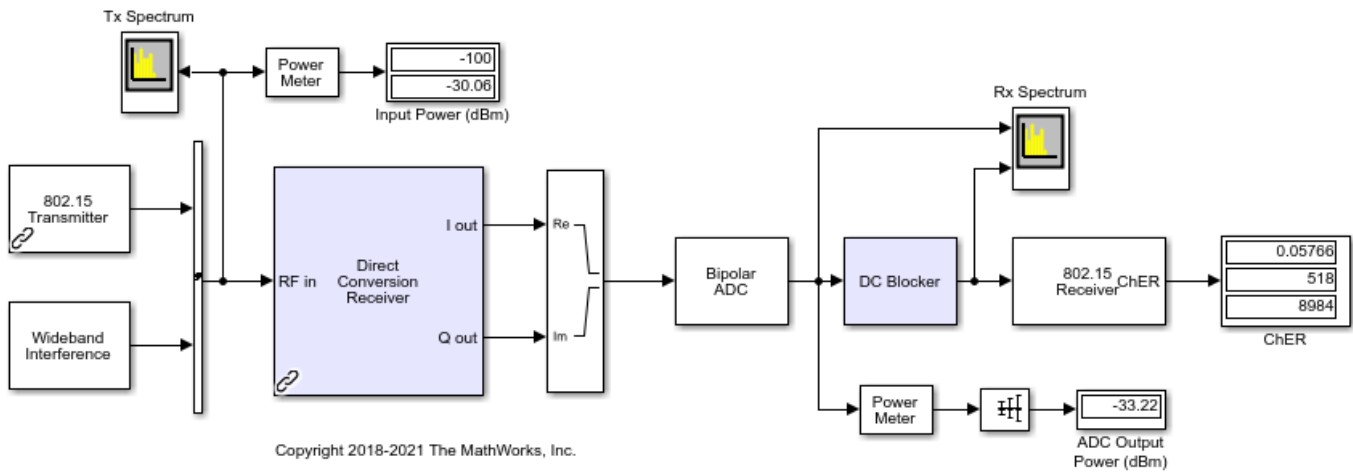 Tx Spectrum
Power
Meter
-100
-30.06
Input Power (dBm)
Rx Spectrum
802.15
Transmitter
Wideband
Interference
RF in
Direct
Conversion
Receiver
I out
Q out
Re
Im
Bipolar
ADC
DC Blocker
802.15
Receiver
ChER
0.05766
518
8984
ChER
Power
Meter
-33.22
ADC Output
Power (dBm)
Copyright 2018-2021 The MathWorks, Inc.